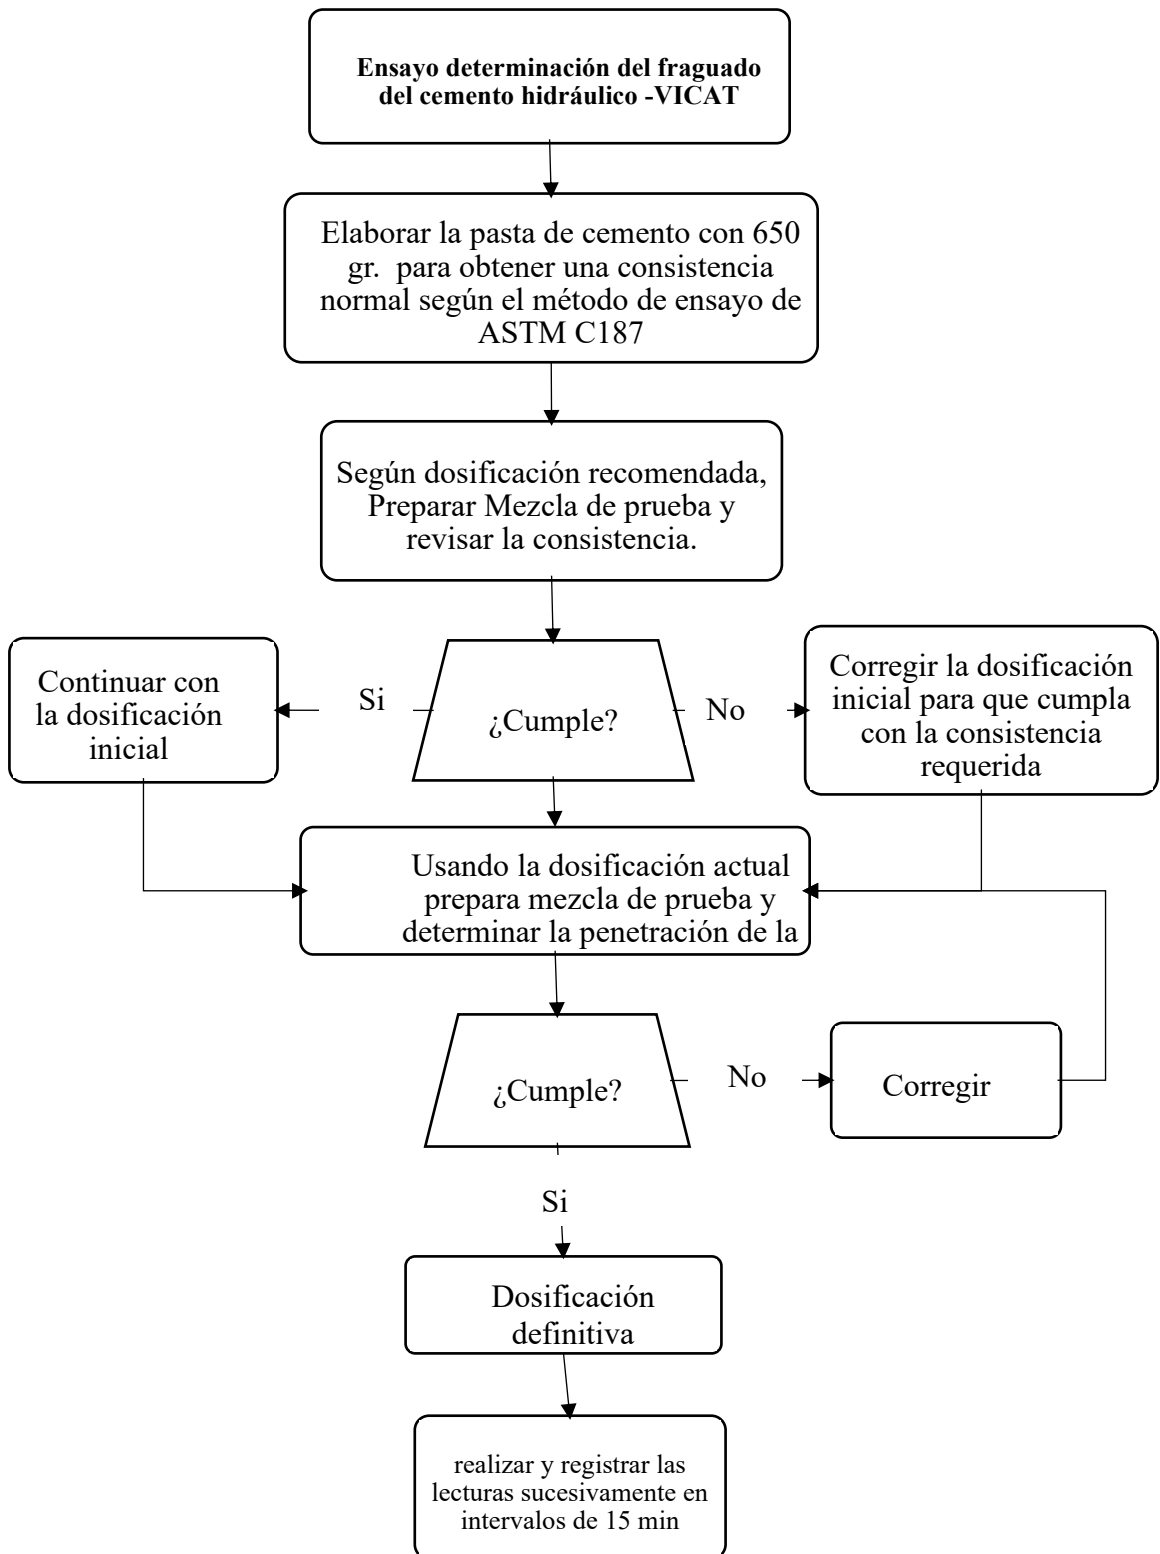 Ensayo determinación del fraguado
del cemento hidráulico -VICAT
Elaborar la pasta de cemento con 650
gr.  para obtener una consistencia
normal según el método de ensayo de
ASTM C187
Según dosificación recomendada,
Preparar Mezcla de prueba y
revisar la consistencia.
Continuar con
la dosificación
inicial
Si
¿Cumple?
No
Corregir la dosificación
inicial para que cumpla
con la consistencia
requerida
Usando la dosificación actual
prepara mezcla de prueba y
determinar la penetración de la
¿Cumple?
No
Corregir
Si
Dosificación
definitiva
realizar y registrar las
lecturas sucesivamente en
intervalos de 15 min